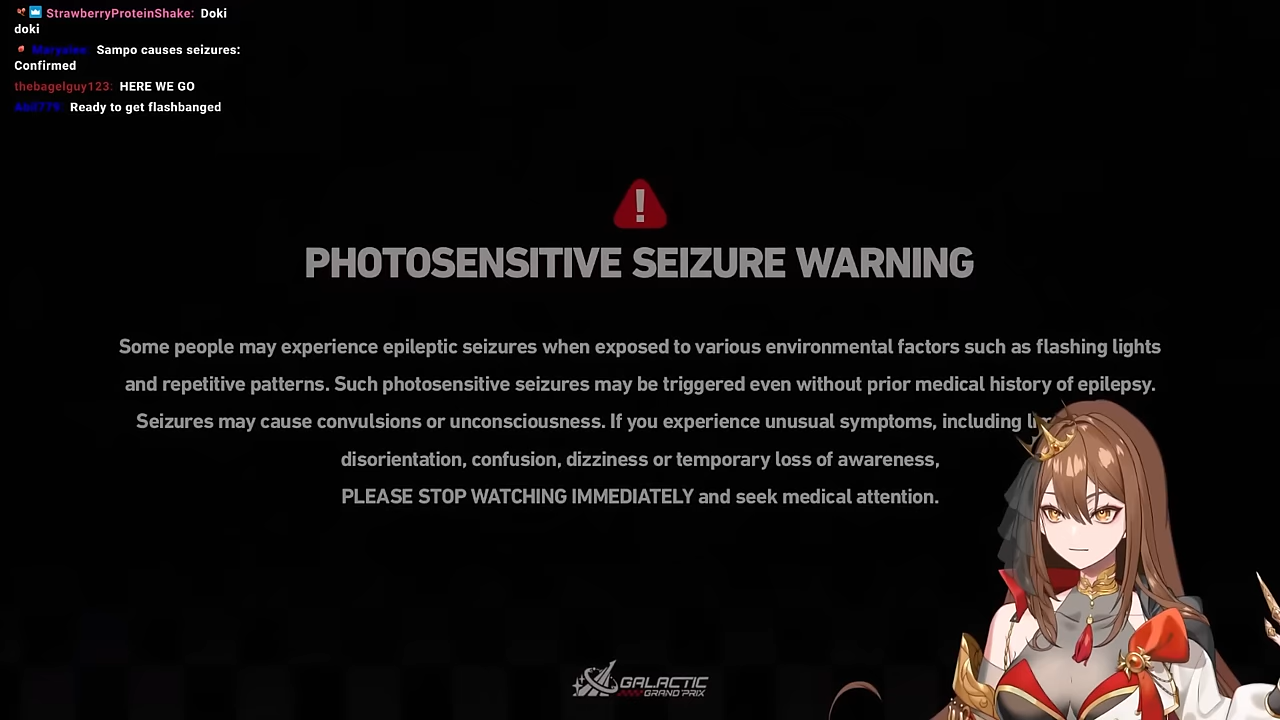 StrawberryProteinShake: Doki
doki
Sampo causes seizures:
Confirmed
thebagelguy123: HERE WE GO
Ready to get flashbanged
!
PHOTOSENSITIVE SEIZURE WARNING
Some people may experience epileptic seizures when exposed to various environmental factors such as flashing lights
and repetitive patterns. Such photosensitive seizures may be triggered even without prior medical history of epilepsy.
Seizures may cause convulsions or unconsciousness. If you experience unusual symptoms, including
disorientation, confusion, dizziness or temporary loss of awareness,
PLEASE STOP WATCHING IMMEDIATELY and seek medical attention.
GALACTIC
GRAND PRIX